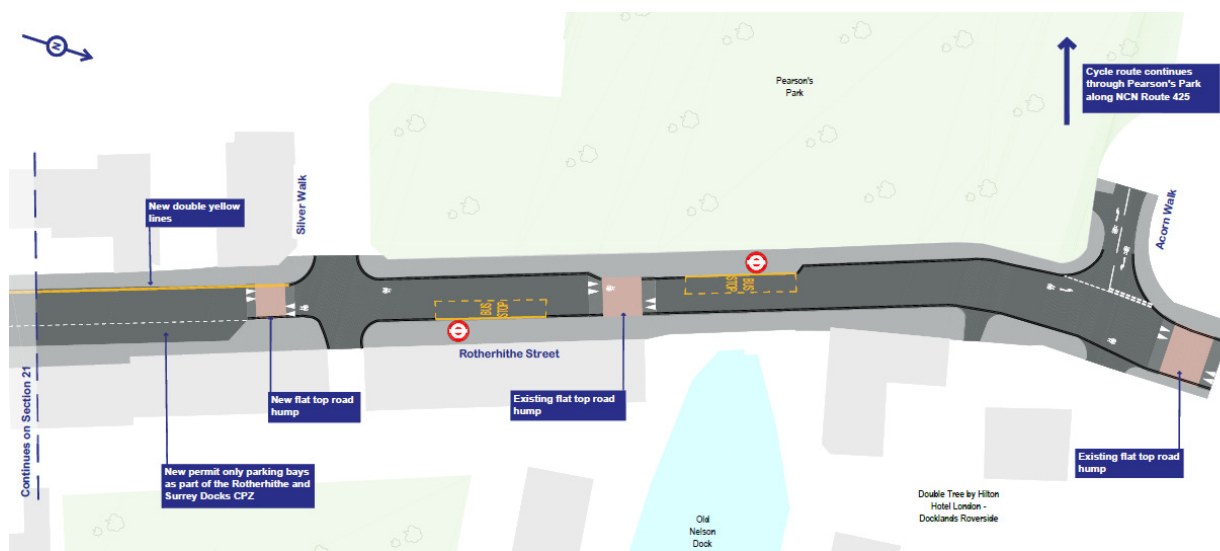 N
Pearson's
Park
Cycle route continues
through Pearson's Park
along NCN Route 425
Silver Walk
Acorn Walk
New double yellow
lines
BUS
STOP
BUS
STOP
Rotherhithe Street
Continues on Section 21
New flat top road
hump
Existing flat top road
hump
Existing flat top road
hump
New permit only parking bays
as part of the Rotherhithe and
Surrey Docks CPZ
Old
Nelson
Dock
Double Tree by Hilton
Hotel London -
Docklands Roverside